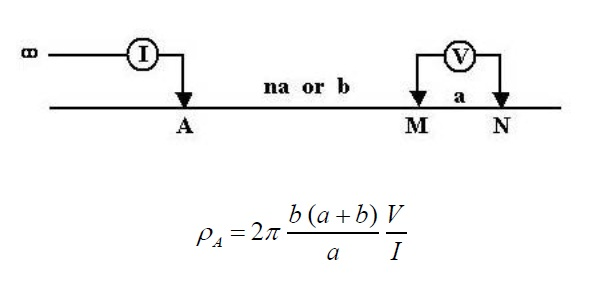 ∞ I V
na or b a
A M N
ρ_A = 2π b (a + b) / a V / I